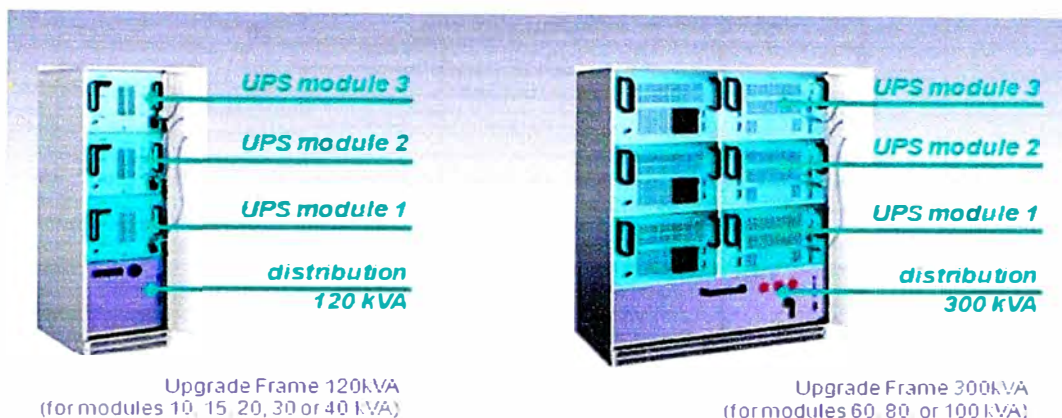 UPS module 3
UPS module 2
UPS module 1
distribution
120 kVA
Upgrade Frame 120kVA
(for modules 10, 15, 20, 30 or 40 kVA)
UPS module 3
UPS module 2
UPS module 1
distribution
300 kVA
Upgrade Frame 300kVA
(for modules 60, 80, or 100 kVA)